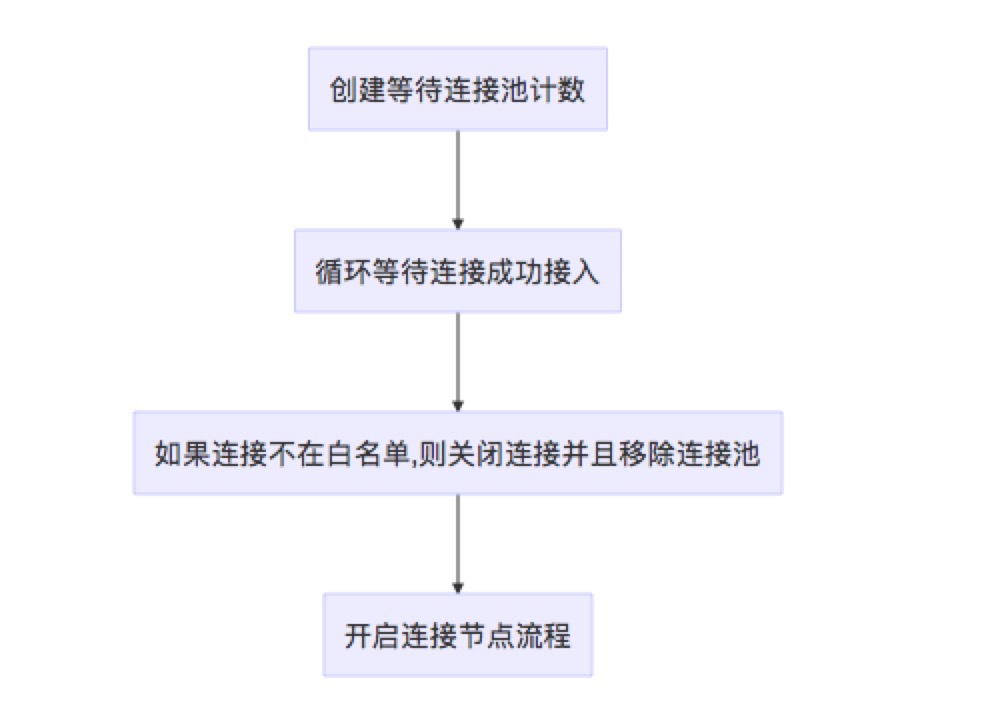 创建等待连接池计数
循环等待连接成功接入
如果连接不在白名单,则关闭连接并且移除连接池
开启连接节点流程